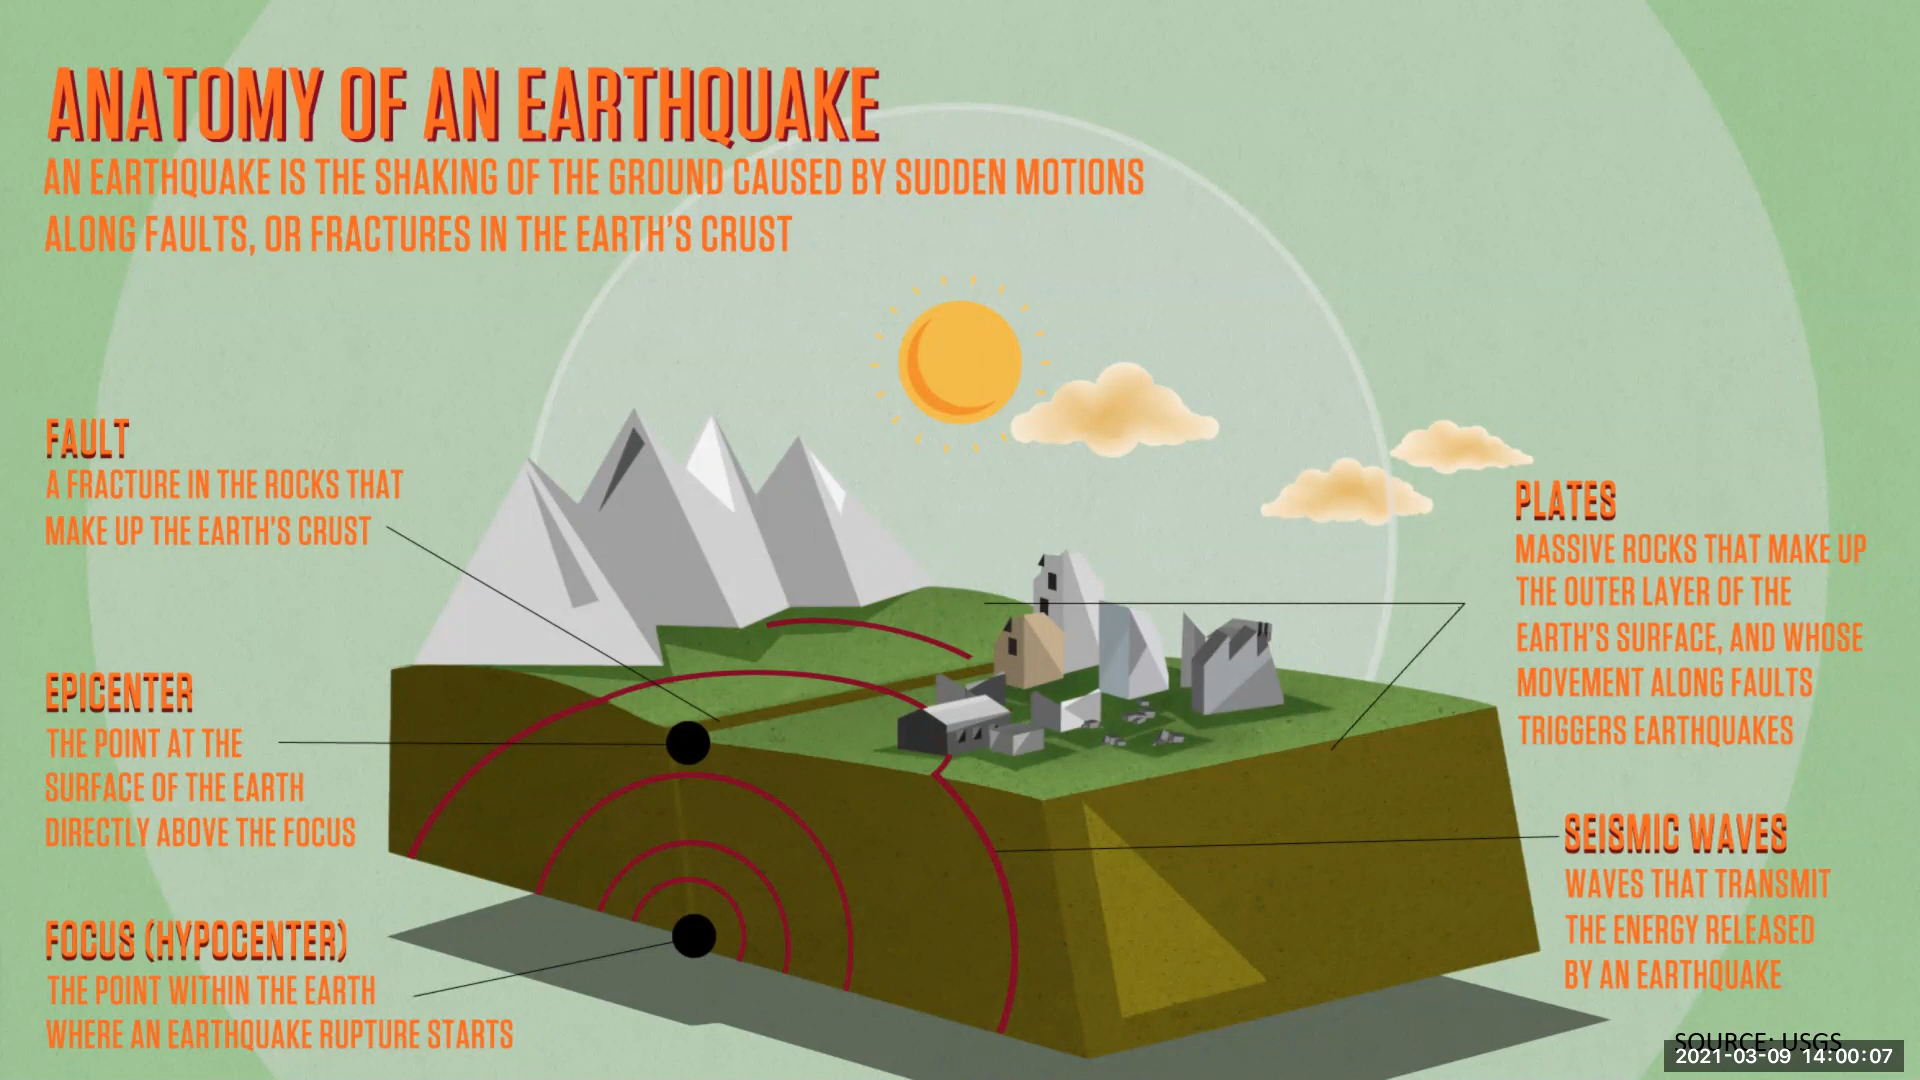 ANATOMY OF AN EARTHQUAKE
AN EARTHQUAKE IS THE SHAKING OF THE GROUND CAUSED BY SUDDEN MOTIONS
ALONG FAULTS, OR FRACTURES IN THE EARTH'S CRUST
FAULT
A FRACTURE IN THE ROCKS THAT
MAKE UP THE EARTH'S CRUST
EPICENTER
THE POINT AT THE
SURFACE OF THE EARTH
DIRECTLY ABOVE THE FOCUS
FOCUS (HYPOCENTER)
THE POINT WITHIN THE EARTH
WHERE AN EARTHQUAKE RUPTURE STARTS
PLATES
MASSIVE ROCKS THAT MAKE UP
THE OUTER LAYER OF THE
EARTH'S SURFACE, AND WHOSE
MOVEMENT ALONG FAULTS
TRIGGERS EARTHQUAKES
SEISMIC WAVES
WAVES THAT TRANSMIT
THE ENERGY RELEASED
BY AN EARTHQUAKE
SOURCE: USGS
2021-03-09 14:00:07